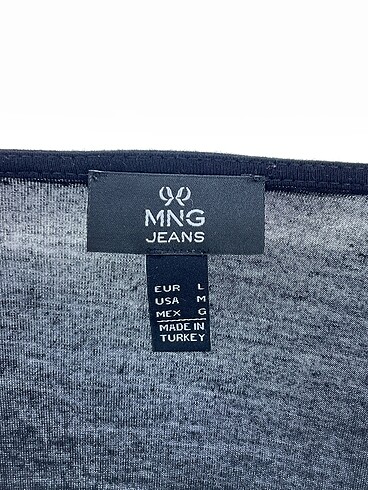 MNG
JEANS
EUR L
USA M
MEX G
MADE IN
TURKEY